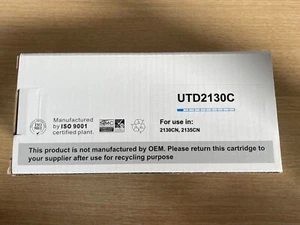 UTD2130C
Manufactured
by ISO 9001
certified plant.
For use in:
2130CN, 2135CN
This product is not manufactured by OEM. Please return this cartridge to
your supplier after use for recycling purpose